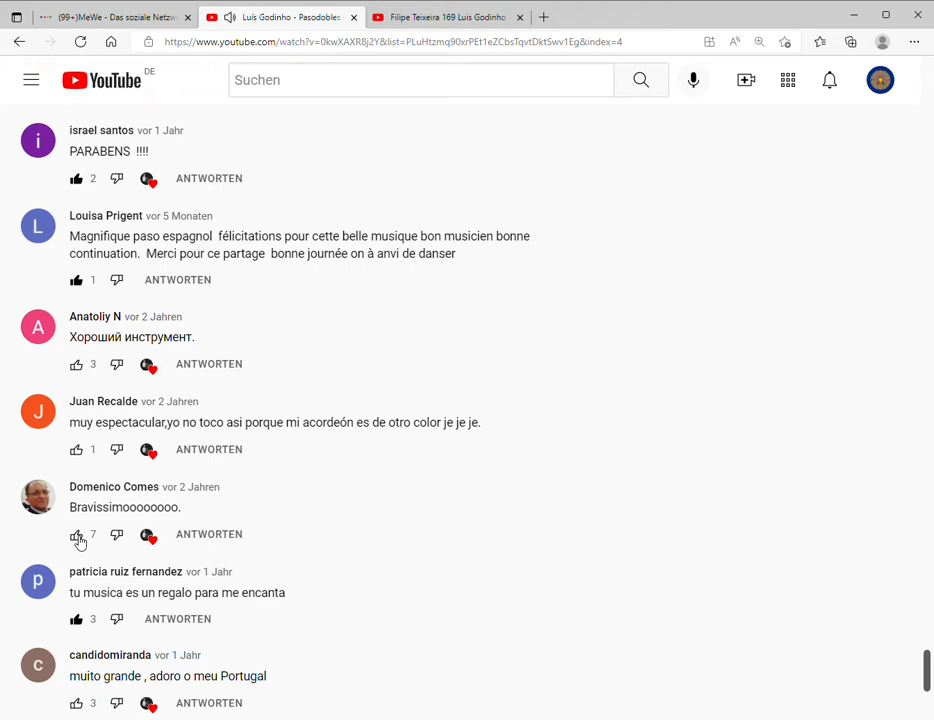 (99+)MeWe - Das soziale Netzw
Luís Godinho - Pasodobles
Filipe Teixeira 169 Luis Godinho
https://www.youtube.com/watch?v=0kwXAXR8j2Y&list=PLuHtzmq90xrPEt1eZCbsTqvtDktSwv1Eg&index=4
YouTube DE
Suchen
i
israel santos vor 1 Jahr
PARABENS !!!!
2 ANTWORTEN
L
Louisa Prigent vor 5 Monaten
Magnifique paso espagnol félicitations pour cette belle musique bon musicien bonne
continuation. Merci pour ce partage bonne journée on à anvi de danser
1 ANTWORTEN
A
Anatoliy N vor 2 Jahren
Хороший инструмент.
3 ANTWORTEN
J
Juan Recalde vor 2 Jahren
muy espectacular,yo no toco asi porque mi acordeón es de otro color je je je.
1 ANTWORTEN
Domenico Comes vor 2 Jahren
Bravissimoooooooo.
7 ANTWORTEN
p
patricia ruiz fernandez vor 1 Jahr
tu musica es un regalo para me encanta
3 ANTWORTEN
c
candidomiranda vor 1 Jahr
muito grande , adoro o meu Portugal
3 ANTWORTEN